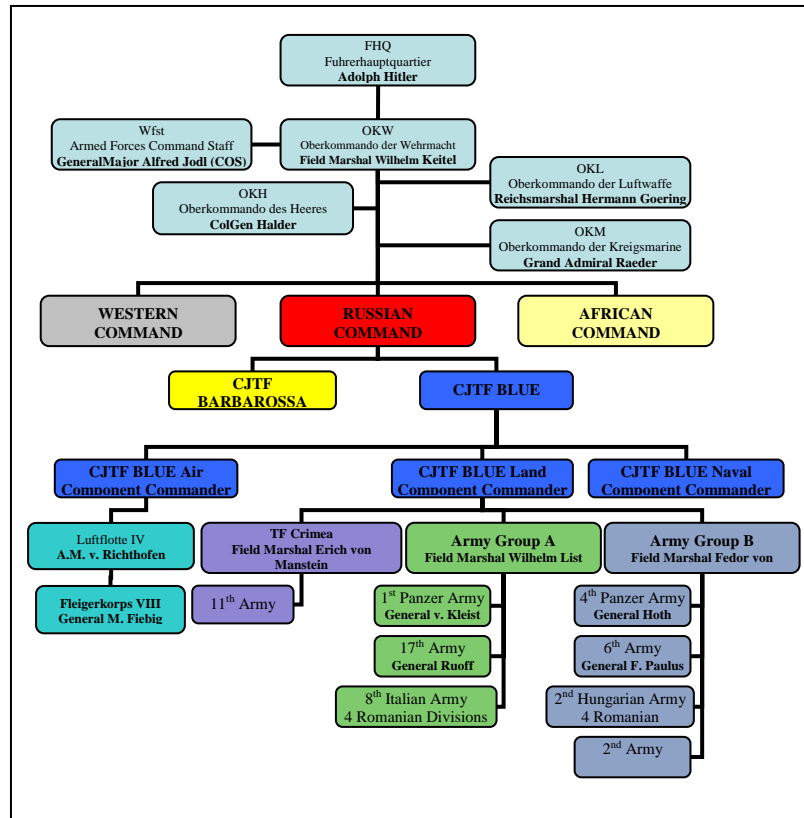 FHQ
Fuhrerhauptquartier
Adolph Hitler
Wfst
Armed Forces Command Staff
GeneralMajor Alfred Jodl (COS)
OKW
Oberkommando der Wehrmacht
Field Marshal Wilhelm Keitel
OKL
Oberkommando der Luftwaffe
Reichsmarshal Hermann Goering
OKH
Oberkommando des Heeres
ColGen Halder
OKM
Oberkommando der Kreigsmarine
Grand Admiral Raeder
WESTERN
COMMAND
RUSSIAN
COMMAND
AFRICAN
COMMAND
CJTF
BARBAROSSA
CJTF BLUE
CJTF BLUE Air
Component Commander
CJTF BLUE Land
Component Commander
CJTF BLUE Naval
Component Commander
Luftflotte IV
A.M. v. Richthofen
TF Crimea
Field Marshal Erich von
Manstein
Army Group A
Field Marshal Wilhelm List
Army Group B
Field Marshal Fedor von
Fleigerkorps VIII
General M. Fiebig
11th Army
1st Panzer Army
General v. Kleist
4th Panzer Army
General Hoth
17th Army
General Ruoff
6th Army
General F. Paulus
8th Italian Army
4 Romanian Divisions
2nd Hungarian Army
4 Romanian
2nd Army